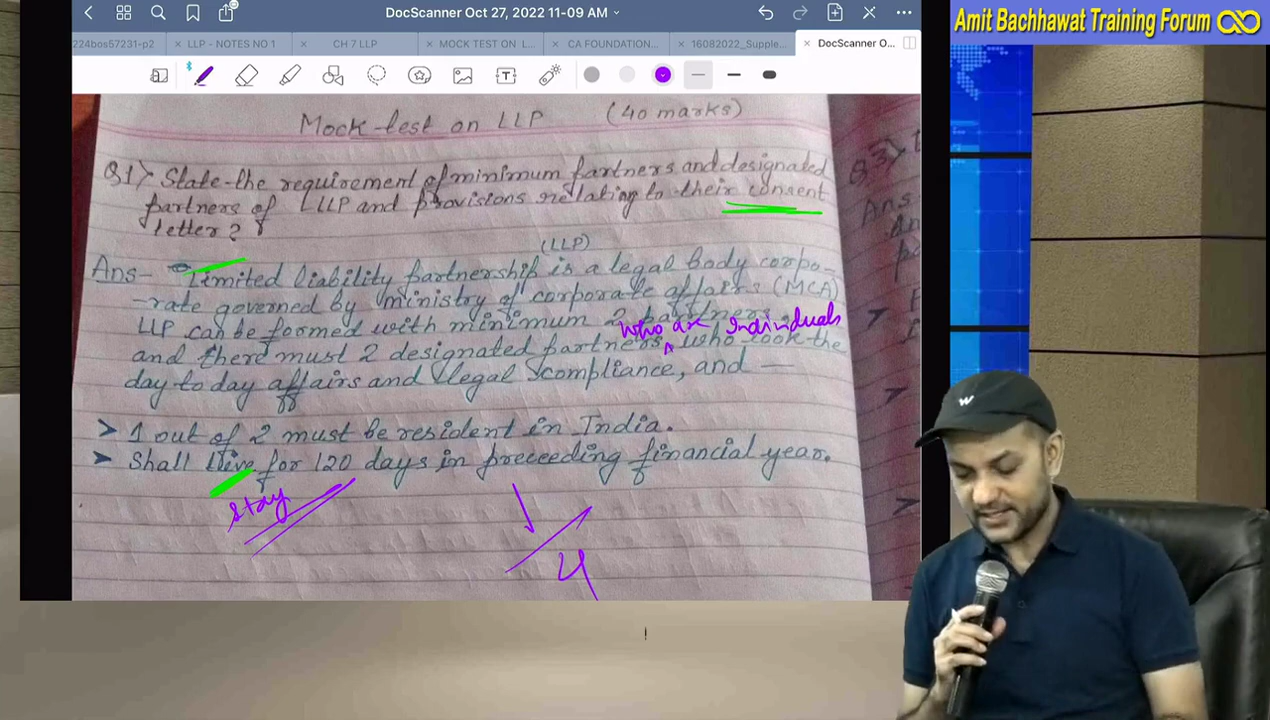 DocScanner Oct 27, 2022 11-09 AM
Amit Bachhawat Training Forum
224bos57231-p2
LLP - NOTES NO 1
CH 7 LLP
MOCK TEST ON L...
CA FOUNDATION...
16082022_Supple...
DocScanner O...
T
Mock-test on LLP (40 marks)
Q1> State the requirement of minimum partners and designated
partners of LLP and provisions relating to their consent
letter?
(LLP)
Ans- Limited liability partnership is a legal body corpo-
-rate governed by ministry of corporate affairs (MCA)
LLP can be formed with minimum 2 partners
who are Individuals
and there must 2 designated partners, who look the
day to day affairs and legal compliance, and —
> 1 out of 2 must be resident in India.
> Shall live for 120 days in preceeding financial year.
stay
1/4
Q3>
Ans
W